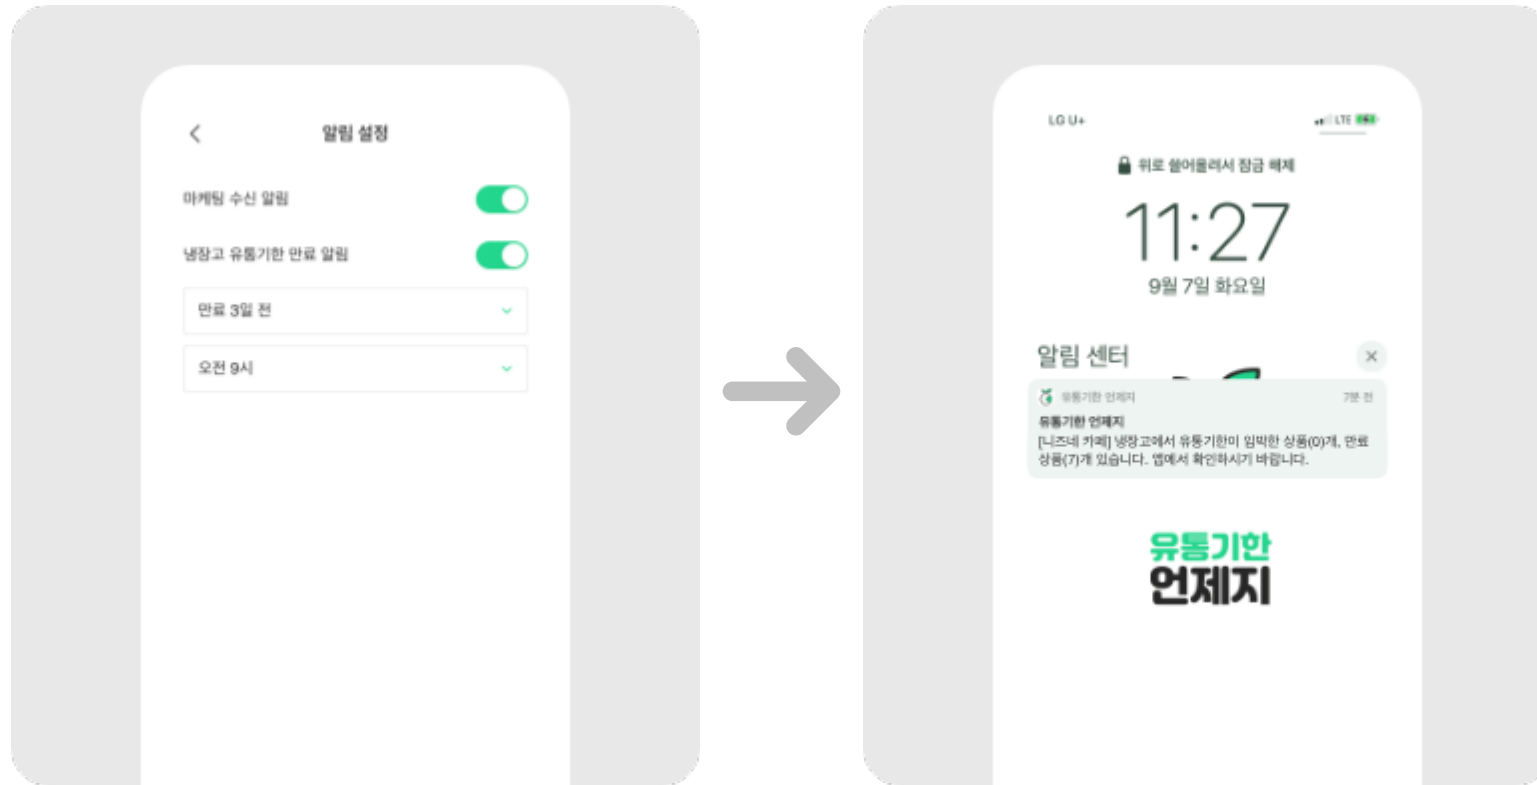 알림 설정
마케팅 수신 알림
냉장고 유통기한 만료 알림
만료 3일 전
오전 9시
LG U+
LTE
위로 쓸어올려서 잠금 해제
11:27
9월 7일 화요일
알림 센터
유통기한 언제지
7분 전
유통기한 언제지
[니즈네 카페] 냉장고에서 유통기한이 임박한 상품(0)개, 만료
상품(7)개 있습니다. 앱에서 확인하시기 바랍니다.
유통기한
언제지